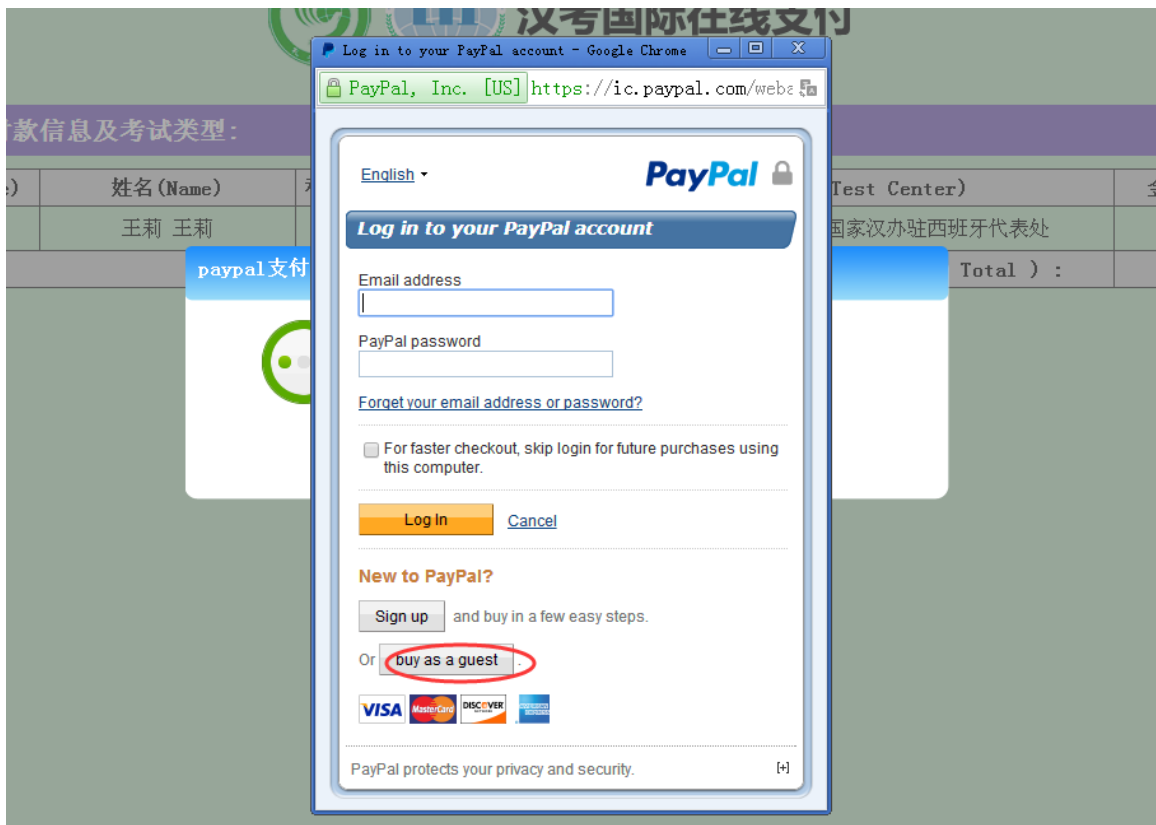 汉考国际在线支付
Log in to your PayPal account - Google Chrome
PayPal, Inc. [US] https://ic.paypal.com/weba
款信息及考试类型:
English
PayPal
姓名(Name)
Test Center)
Log in to your PayPal account
王莉 王莉
国家汉办驻西班牙代表处
paypal支付
Total ) :
Email address
PayPal password
Forget your email address or password?
For faster checkout, skip login for future purchases using
this computer.
Log In
Cancel
New to PayPal?
Sign up and buy in a few easy steps.
Or buy as a guest .
VISA MasterCard DISCOVER
PayPal protects your privacy and security. [+]